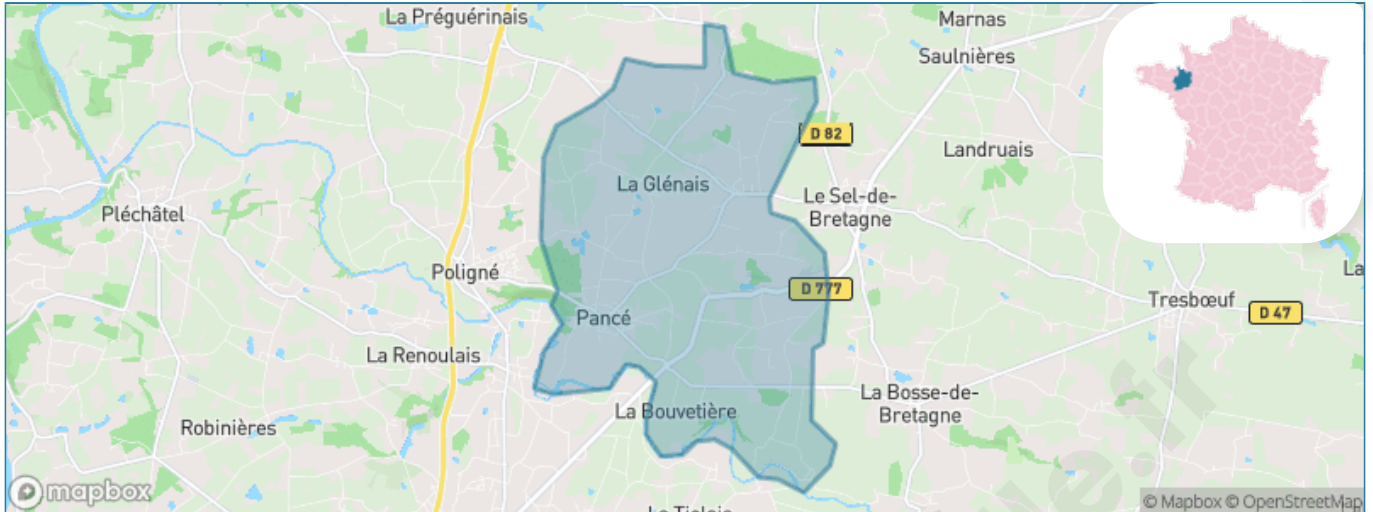 La Préguérinais
Marnas
Saulnières
D 82
Landruais
La Glénais
Le Sel-de-
Bretagne
Pléchâtel
Poligné
La
D 777
Tresbœuf
D 47
Pancé
La Renoulais
La Bosse-de-
Bretagne
La Bouvetière
Robinières
mapbox
© Mapbox © OpenStreetMap